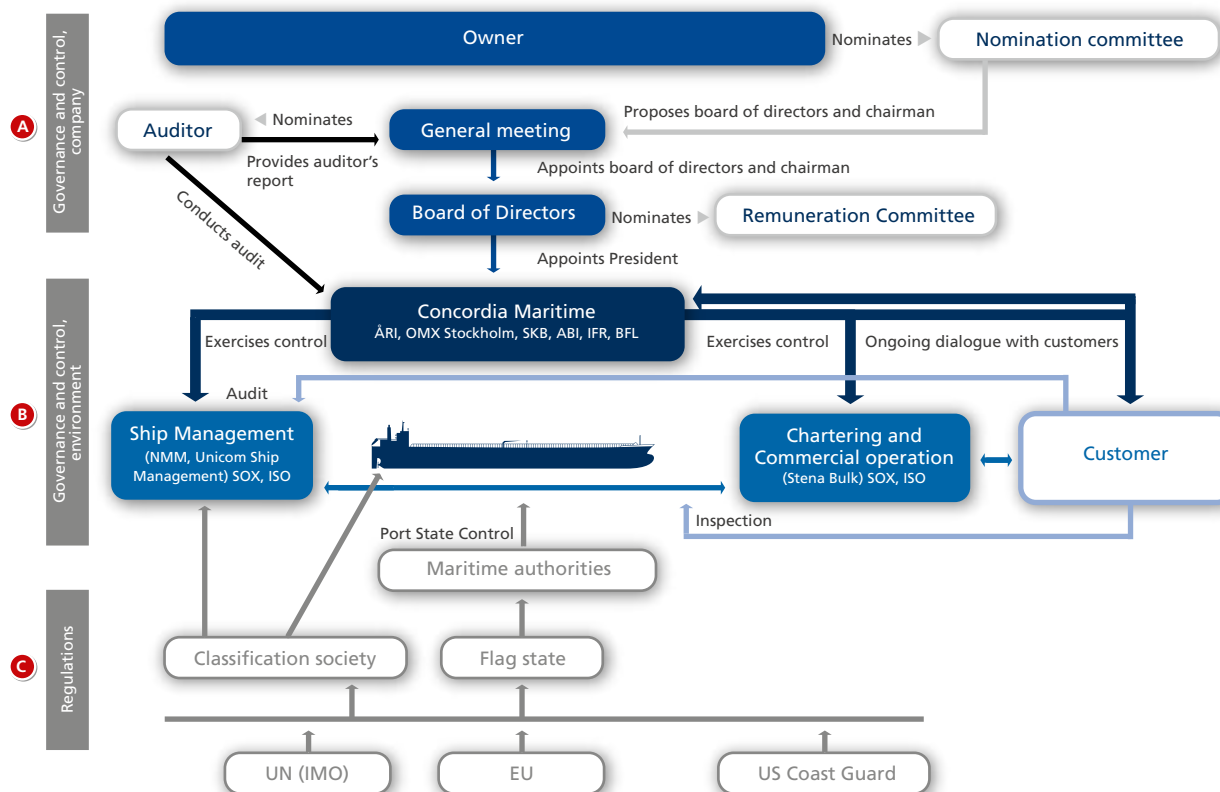 Owner
Nominates
Nomination committee
A
Governance and control,
company
Proposes board of directors and chairman
Nominates
Auditor
General meeting
Provides auditor's
report
Appoints board of directors and chairman
Conducts audit
Board of Directors
Nominates
Remuneration Committee
Appoints President
B
Governance and control,
environment
Concordia Maritime
ÅRI, OMX Stockholm, SKB, ABI, IFR, BFL
Exercises control
Exercises control
Ongoing dialogue with customers
Audit
Ship Management
(NMM, Unicom Ship
Management) SOX, ISO
Chartering and
Commercial operation
(Stena Bulk) SOX, ISO
Customer
Inspection
Port State Control
Maritime authorities
C
Regulations
Classification society
Flag state
UN (IMO)
EU
US Coast Guard